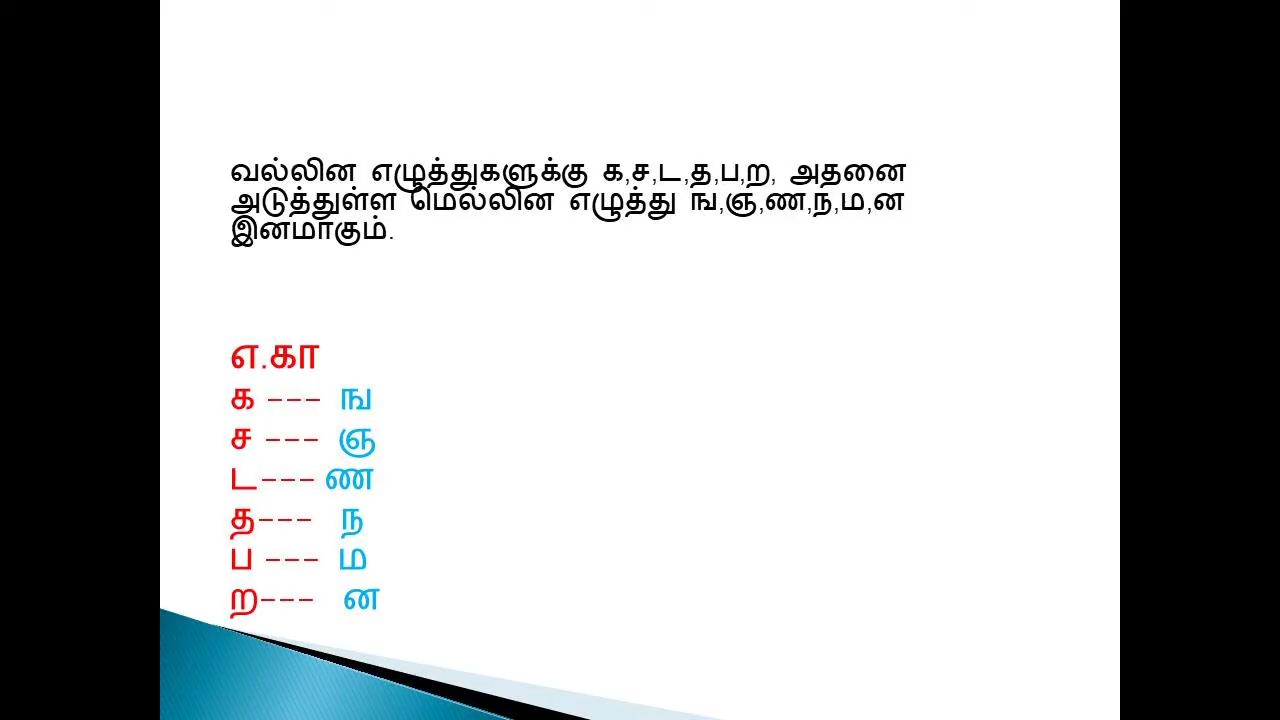 வல்லின எழுத்துகளுக்கு க,ச,ட,த,ப,ற, அதனை
அடுத்துள்ள மெல்லின எழுத்து ங,ஞ,ண,ந,ம,ன
இனமாகும்.
எ.கா
க --- ங
ச --- ஞ
ட--- ண
த--- ந
ப --- ம
ற--- ன